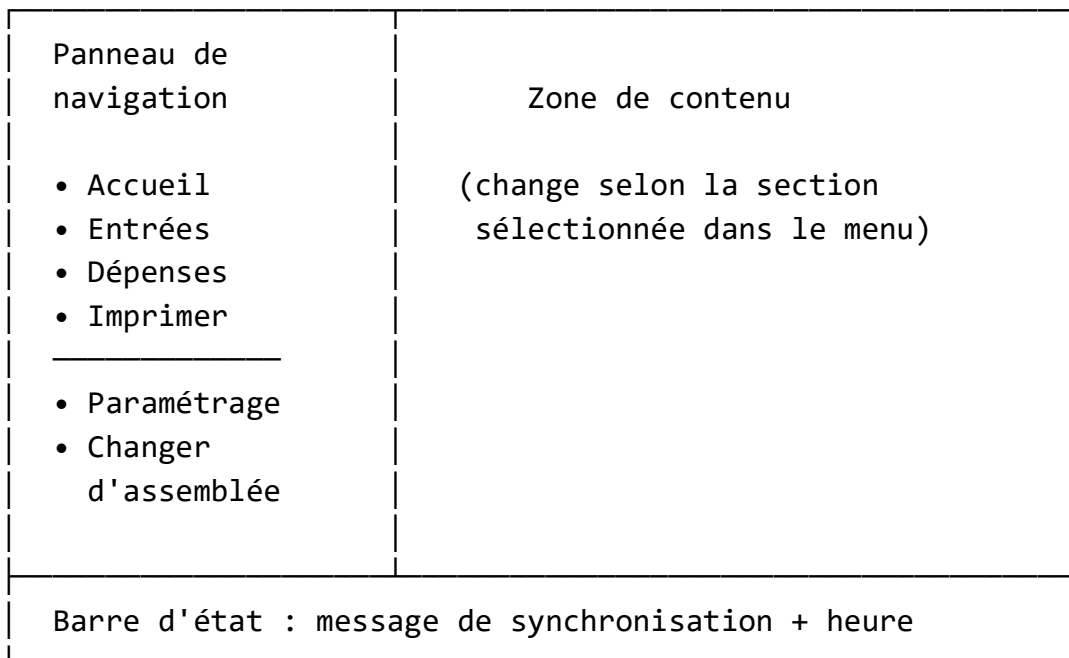 Panneau de
navigation
Zone de contenu
• Accueil
(change selon la section
• Entrées
sélectionnée dans le menu)
• Dépenses
• Imprimer
• Paramétrage
• Changer
d'assemblée
Barre d'état : message de synchronisation + heure